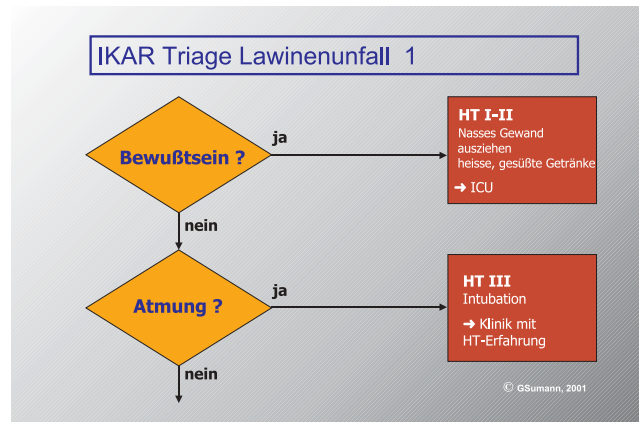 IKAR Triage Lawinenunfall 1
Bewußtsein ?
ja
HT I-II
Nasses Gewand
ausziehen
heisse, gesüßte Getränke
➔ ICU
nein
Atmung ?
ja
HT III
Intubation
➔ Klinik mit
HT-Erfahrung
nein
© GSumann, 2001